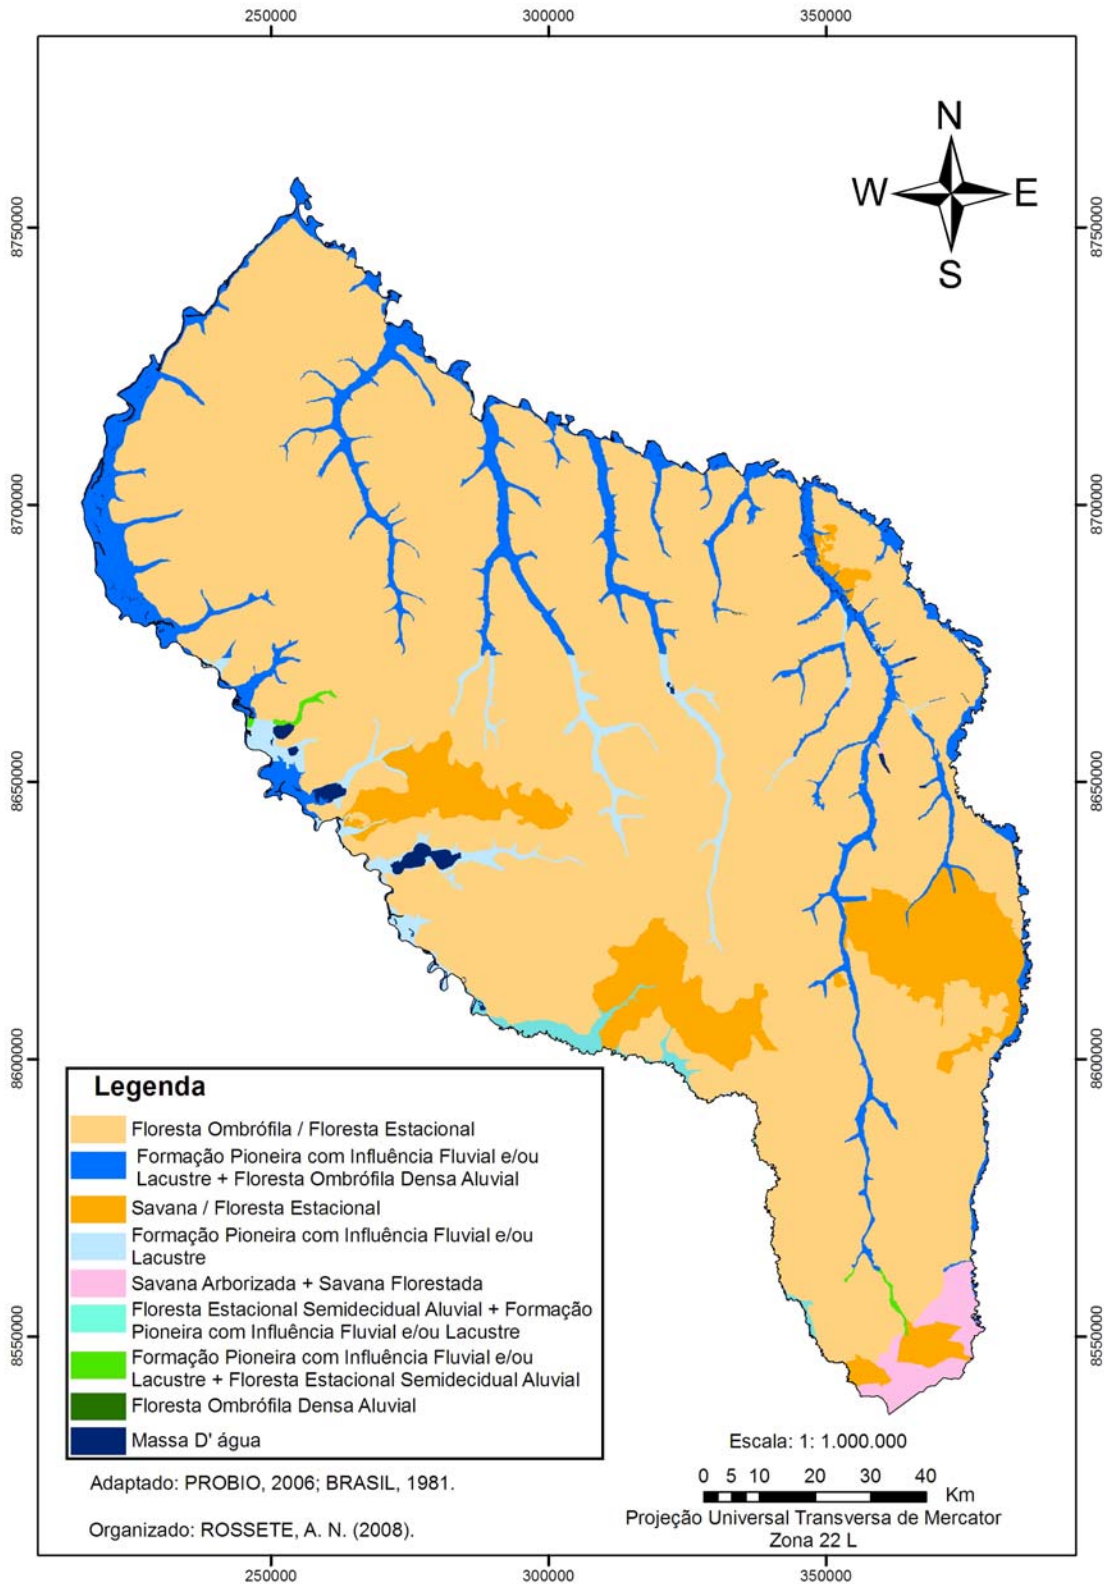 250000
300000
350000
N
W
E
S
8750000
8750000
8700000
8700000
8650000
8650000
8600000
8600000
8550000
8550000
Legenda
Floresta Ombrófila / Floresta Estacional
Formação Pioneira com Influência Fluvial e/ou
Lacustre + Floresta Ombrófila Densa Aluvial
Savana / Floresta Estacional
Formação Pioneira com Influência Fluvial e/ou
Lacustre
Savana Arborizada + Savana Florestada
Floresta Estacional Semidecidual Aluvial + Formação
Pioneira com Influência Fluvial e/ou Lacustre
Formação Pioneira com Influência Fluvial e/ou
Lacustre + Floresta Estacional Semidecidual Aluvial
Floresta Ombrófila Densa Aluvial
Massa D' água
Adaptado: PROBIO, 2006; BRASIL, 1981.
Organizado: ROSSETE, A. N. (2008).
Escala: 1: 1.000.000
0 5 10 20 30 40
Km
Projeção Universal Transversa de Mercator
Zona 22 L
250000
300000
350000